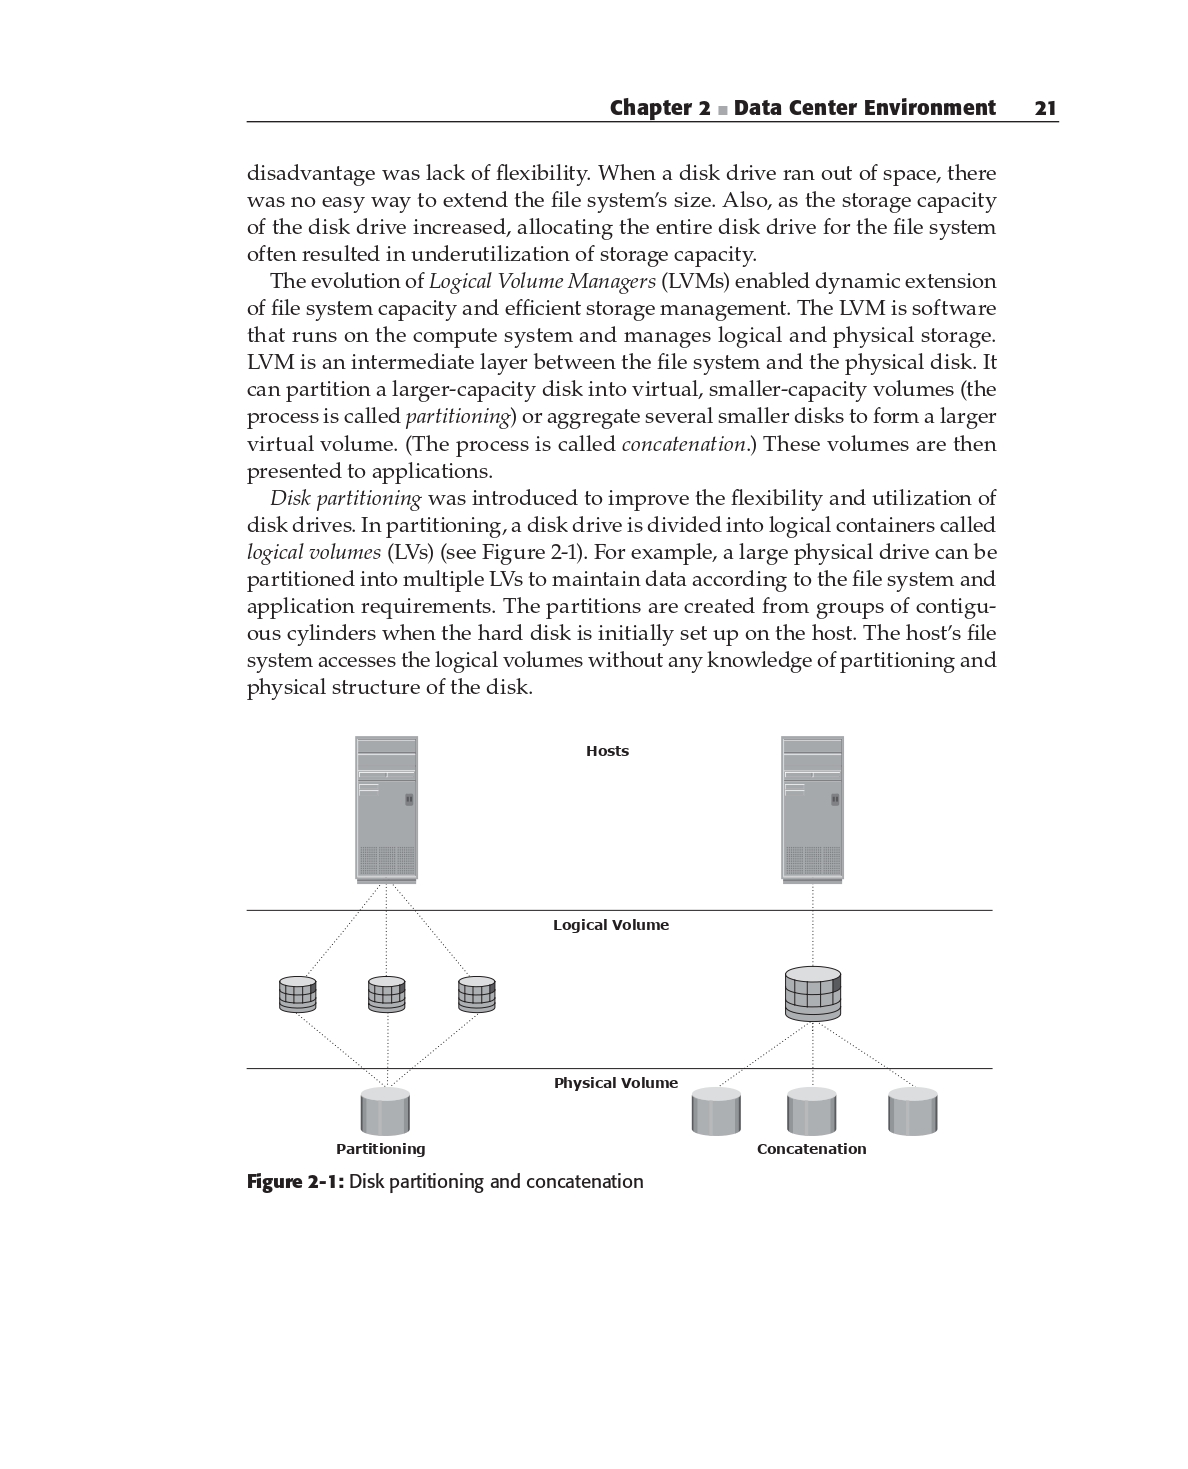 Chapter 2 ■ Data Center Environment 21
disadvantage was lack of flexibility. When a disk drive ran out of space, there
was no easy way to extend the file system’s size. Also, as the storage capacity
of the disk drive increased, allocating the entire disk drive for the file system
often resulted in underutilization of storage capacity.
The evolution of Logical Volume Managers (LVMs) enabled dynamic extension
of file system capacity and efficient storage management. The LVM is software
that runs on the compute system and manages logical and physical storage.
LVM is an intermediate layer between the file system and the physical disk. It
can partition a larger-capacity disk into virtual, smaller-capacity volumes (the
process is called partitioning) or aggregate several smaller disks to form a larger
virtual volume. (The process is called concatenation.) These volumes are then
presented to applications.
Disk partitioning was introduced to improve the flexibility and utilization of
disk drives. In partitioning, a disk drive is divided into logical containers called
logical volumes (LVs) (see Figure 2-1). For example, a large physical drive can be
partitioned into multiple LVs to maintain data according to the file system and
application requirements. The partitions are created from groups of contigu-
ous cylinders when the hard disk is initially set up on the host. The host’s file
system accesses the logical volumes without any knowledge of partitioning and
physical structure of the disk.
Hosts
Logical Volume
Physical Volume
Partitioning
Concatenation
Figure 2-1: Disk partitioning and concatenation